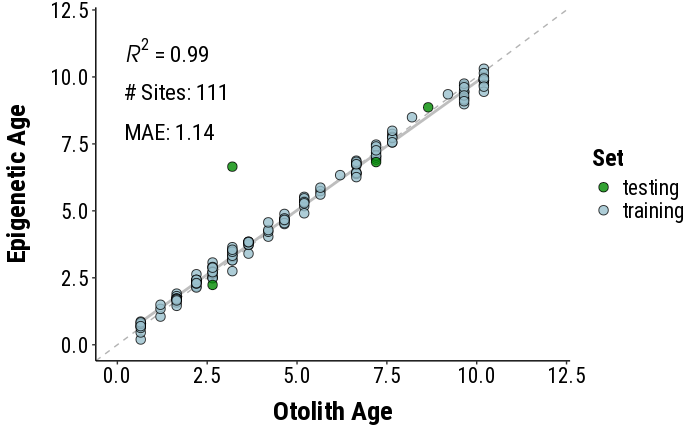 R² = 0.99
# Sites: 111
MAE: 1.14
Epigenetic Age
12.5
10.0
7.5
5.0
2.5
0.0
0.0 2.5 5.0 7.5 10.0 12.5
Otolith Age
Set
testing
training